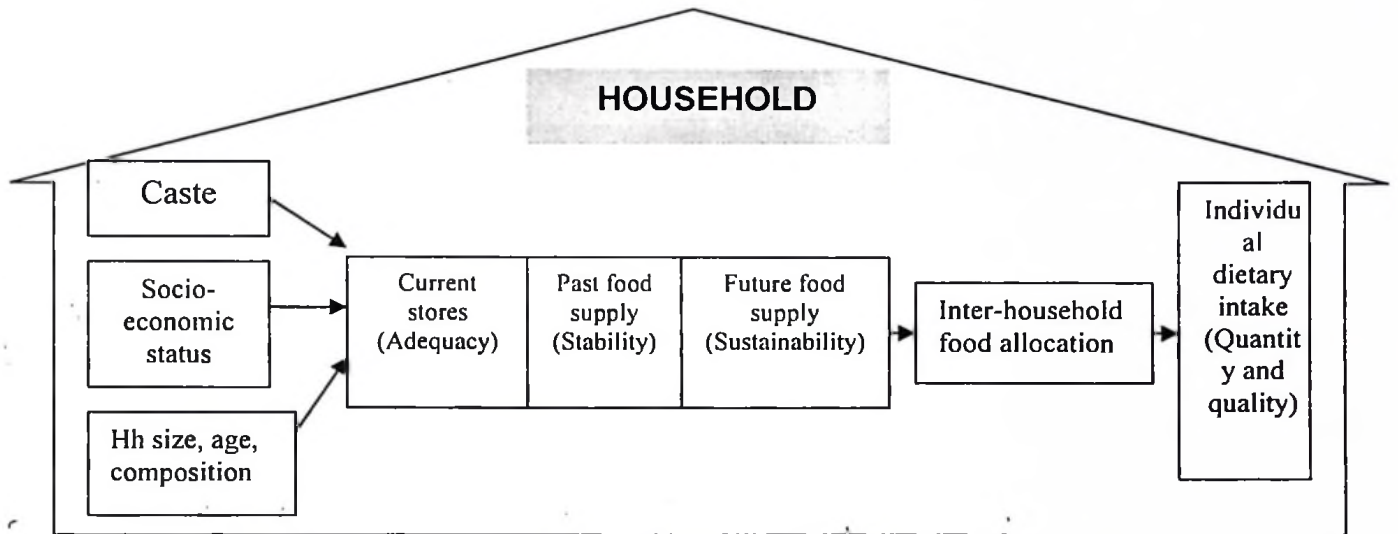 HOUSEHOLD
Caste
Socio-
economic
status
Hh size, age,
composition
Current
stores
(Adequacy)
Past food
supply
(Stability)
Future food
supply
(Sustainability)
Inter-household
food allocation
Individu
al
dietary
intake
(Quantit
y and
quality)